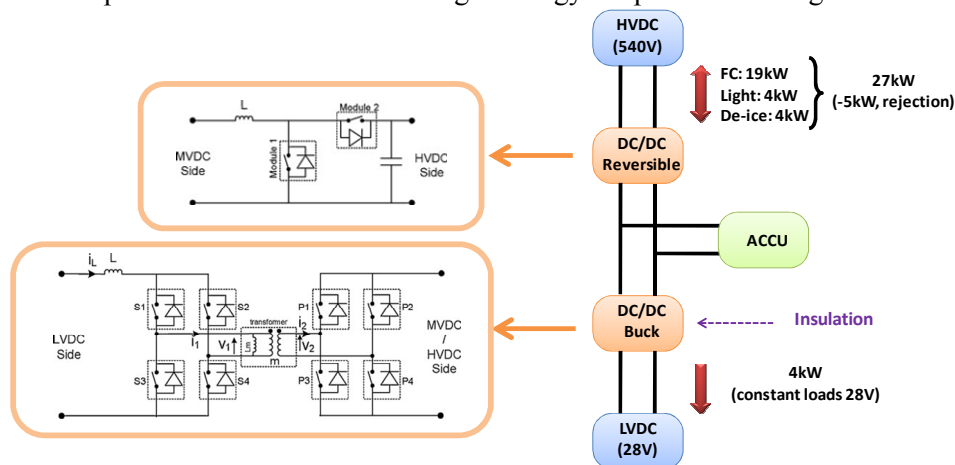 HVDC
(540V)
FC: 19kW
Light: 4kW
De-ice: 4kW
27kW
(-5kW, rejection)
DC/DC
Reversible
ACCU
DC/DC
Buck
Insulation
4kW
(constant loads 28V)
LVDC
(28V)
L
Module 2
Module 1
MVDC
Side
HVDC
Side
iL
L
S1
S2
P1
P2
transformer
i1
i2
V1
Lm
V2
m
LVDC
Side
MVDC
/
HVDC
Side
S3
S4
P3
P4